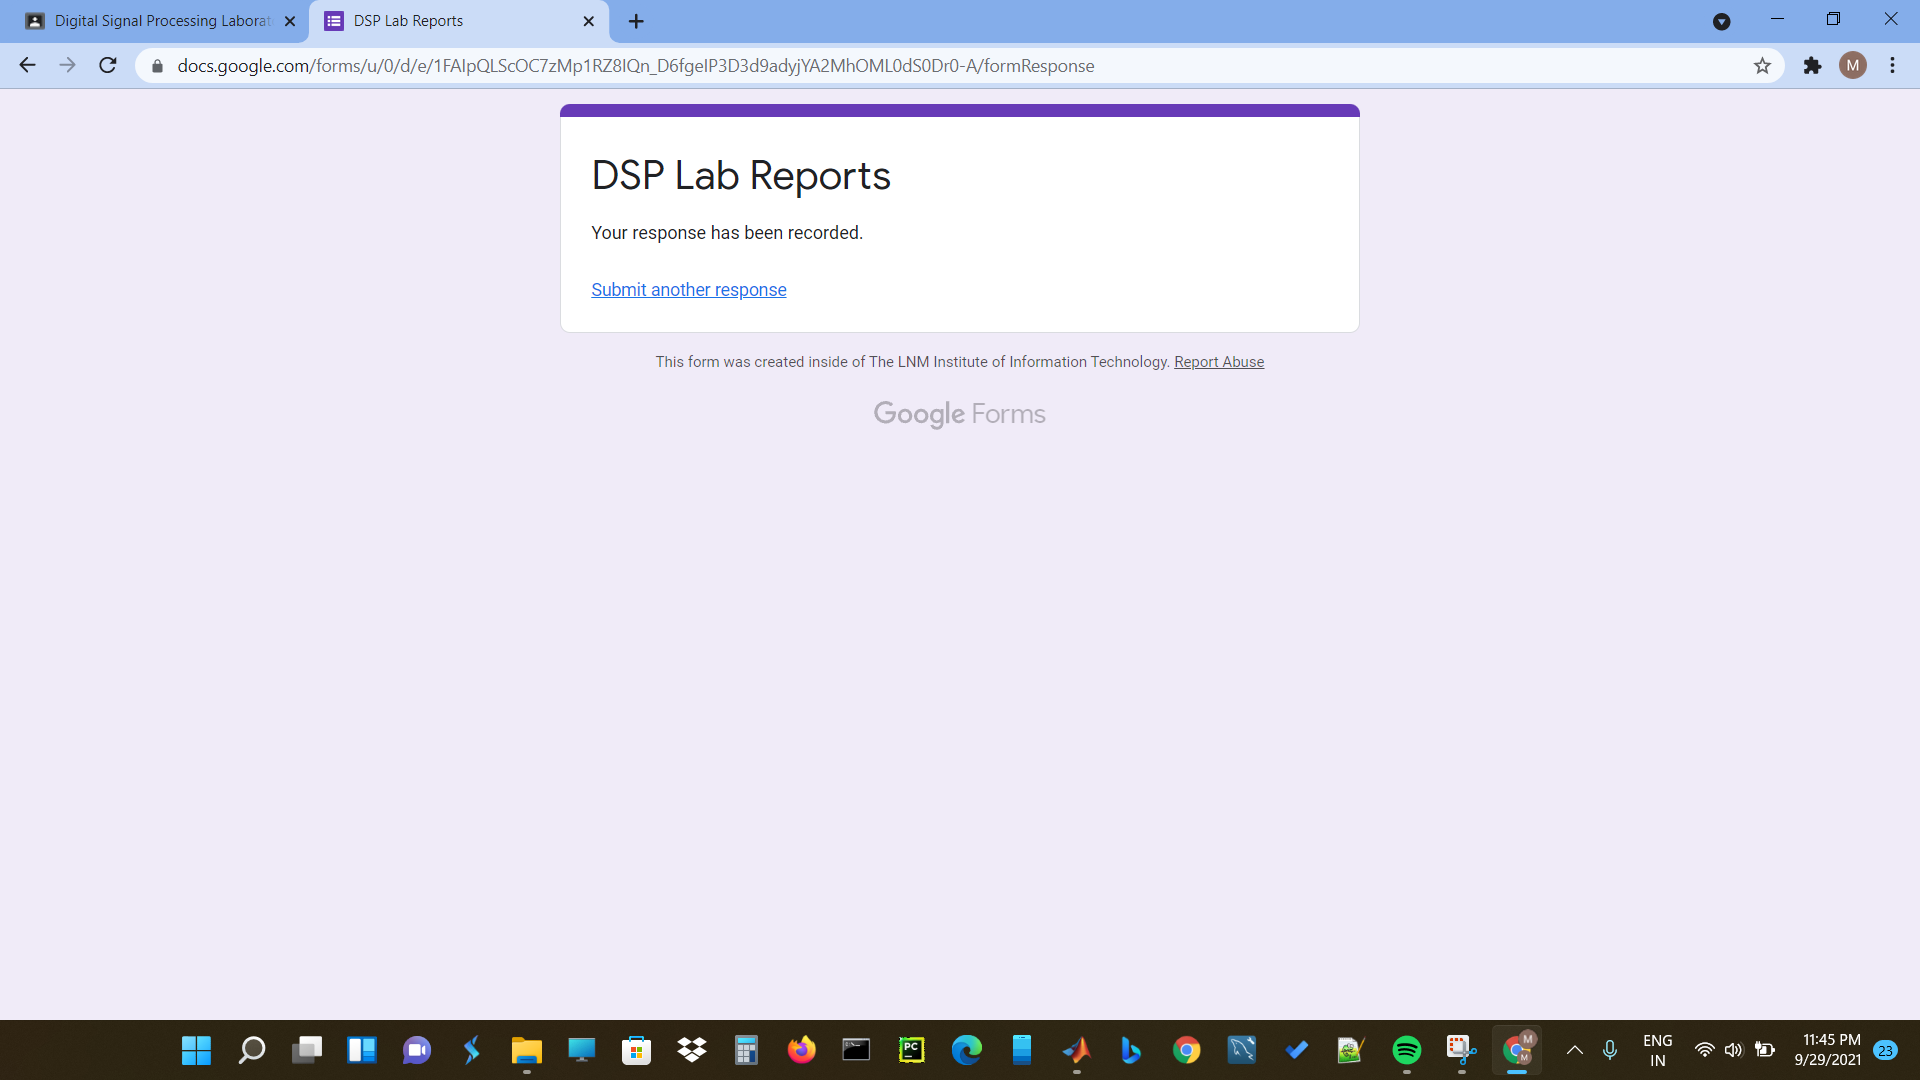 Digital Signal Processing Laborat
DSP Lab Reports
docs.google.com/forms/u/0/d/e/1FAIpQLScOC7zMp1RZ8IQn_D6fgeIP3D3d9adyjYA2MhOML0dS0Dr0-A/formResponse
M
DSP Lab Reports
Your response has been recorded.
Submit another response
This form was created inside of The LNM Institute of Information Technology. Report Abuse
Google Forms
PC
M
M
ENG
IN
11:45 PM
9/29/2021
23